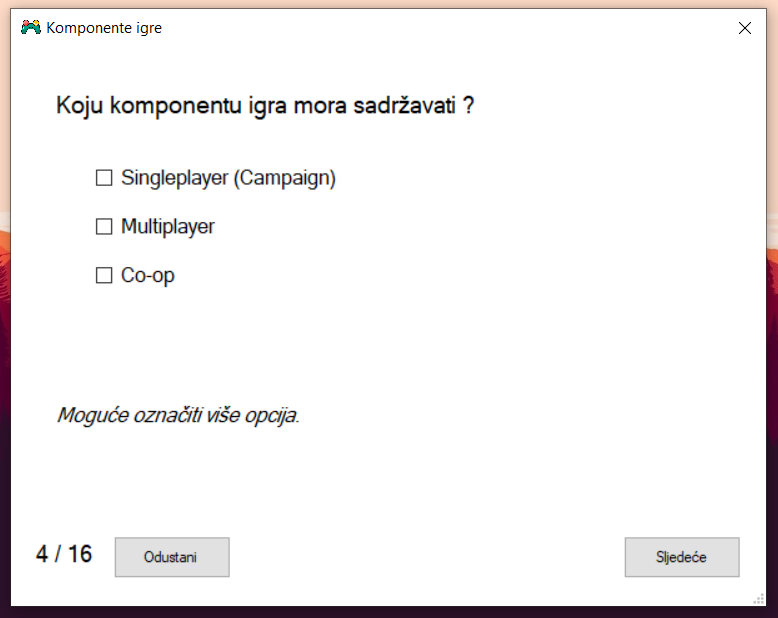 Komponente igre
Koju komponentu igra mora sadržavati ?
Singleplayer (Campaign)
Multiplayer
Co-op
Moguće označiti više opcija.
4 / 16 Odustani Sljedeće